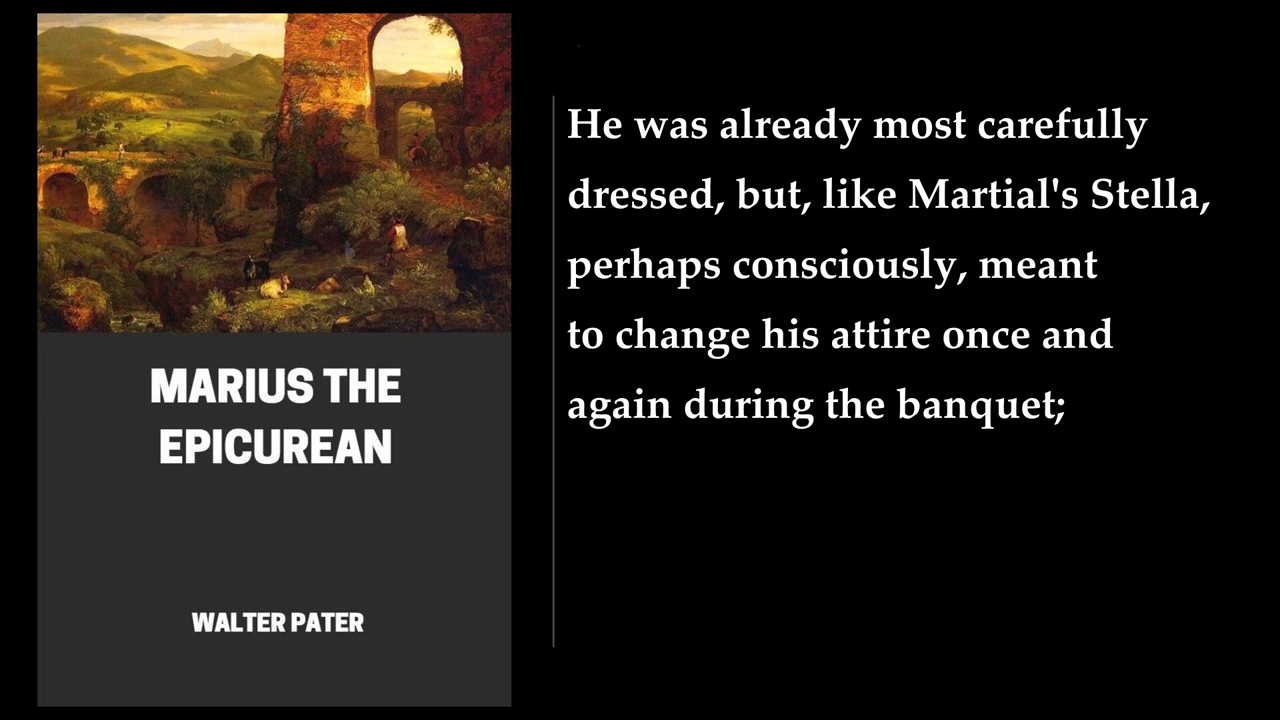 MARIUS THE
EPICUREAN
WALTER PATER
He was already most carefully
dressed, but, like Martial's Stella,
perhaps consciously, meant
to change his attire once and
again during the banquet;